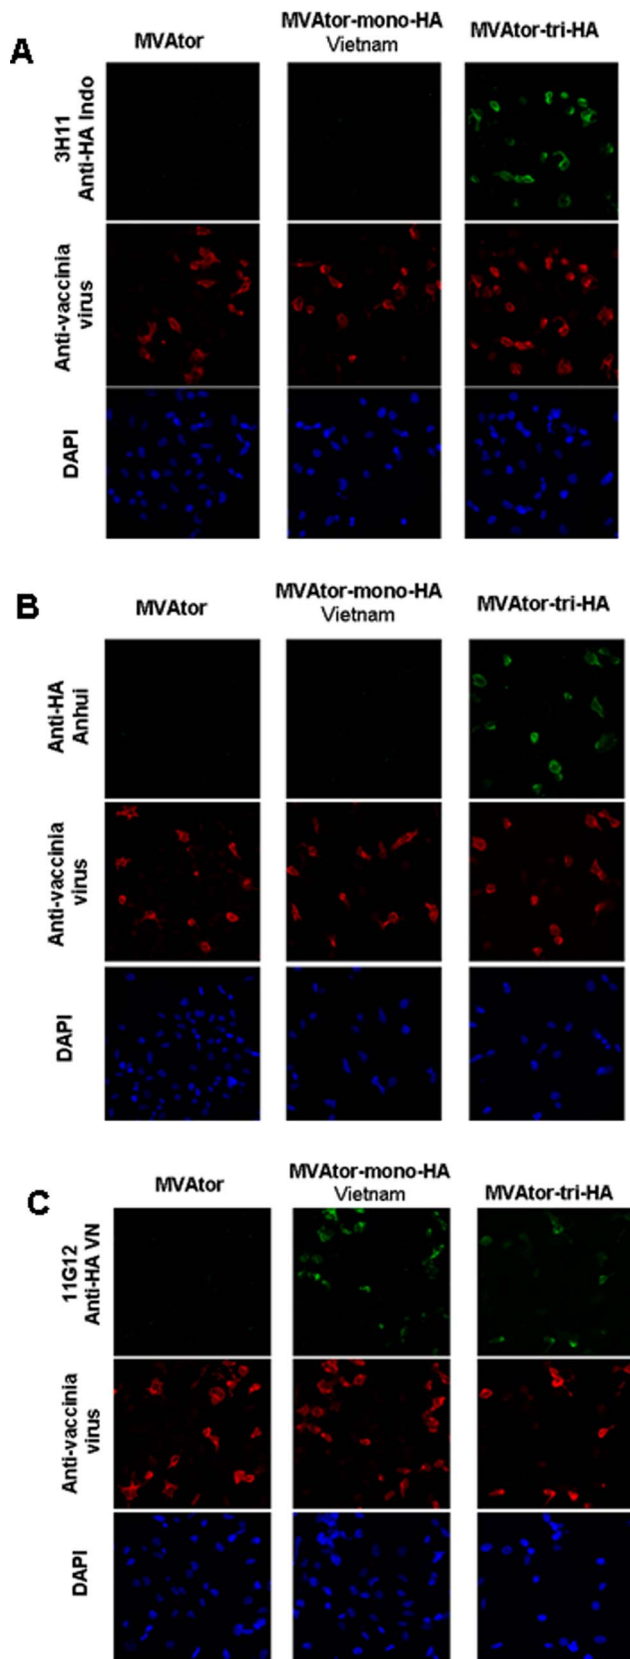 A
MVAtor
MVAtor-mono-HA
Vietnam
MVAtor-tri-HA
3H11
Anti-HA Indo
Anti-vaccinia
virus
DAPI
B
MVAtor
MVAtor-mono-HA
Vietnam
MVAtor-tri-HA
Anti-HA
Anhui
Anti-vaccinia
virus
DAPI
C
MVAtor
MVAtor-mono-HA
Vietnam
MVAtor-tri-HA
11G12
Anti-HA VN
Anti-vaccinia
virus
DAPI